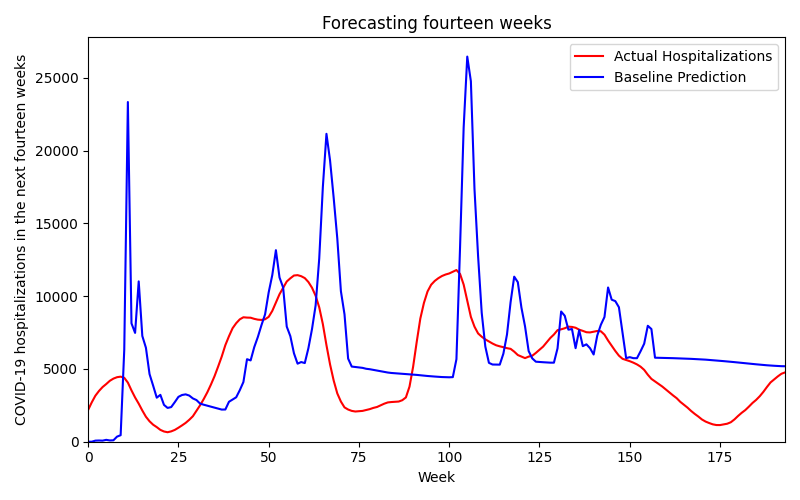 Forecasting fourteen weeks
Actual Hospitalizations
Baseline Prediction
COVID-19 hospitalizations in the next fourteen weeks
25000
20000
15000
10000
5000
0
0 25 50 75 100 125 150 175
Week